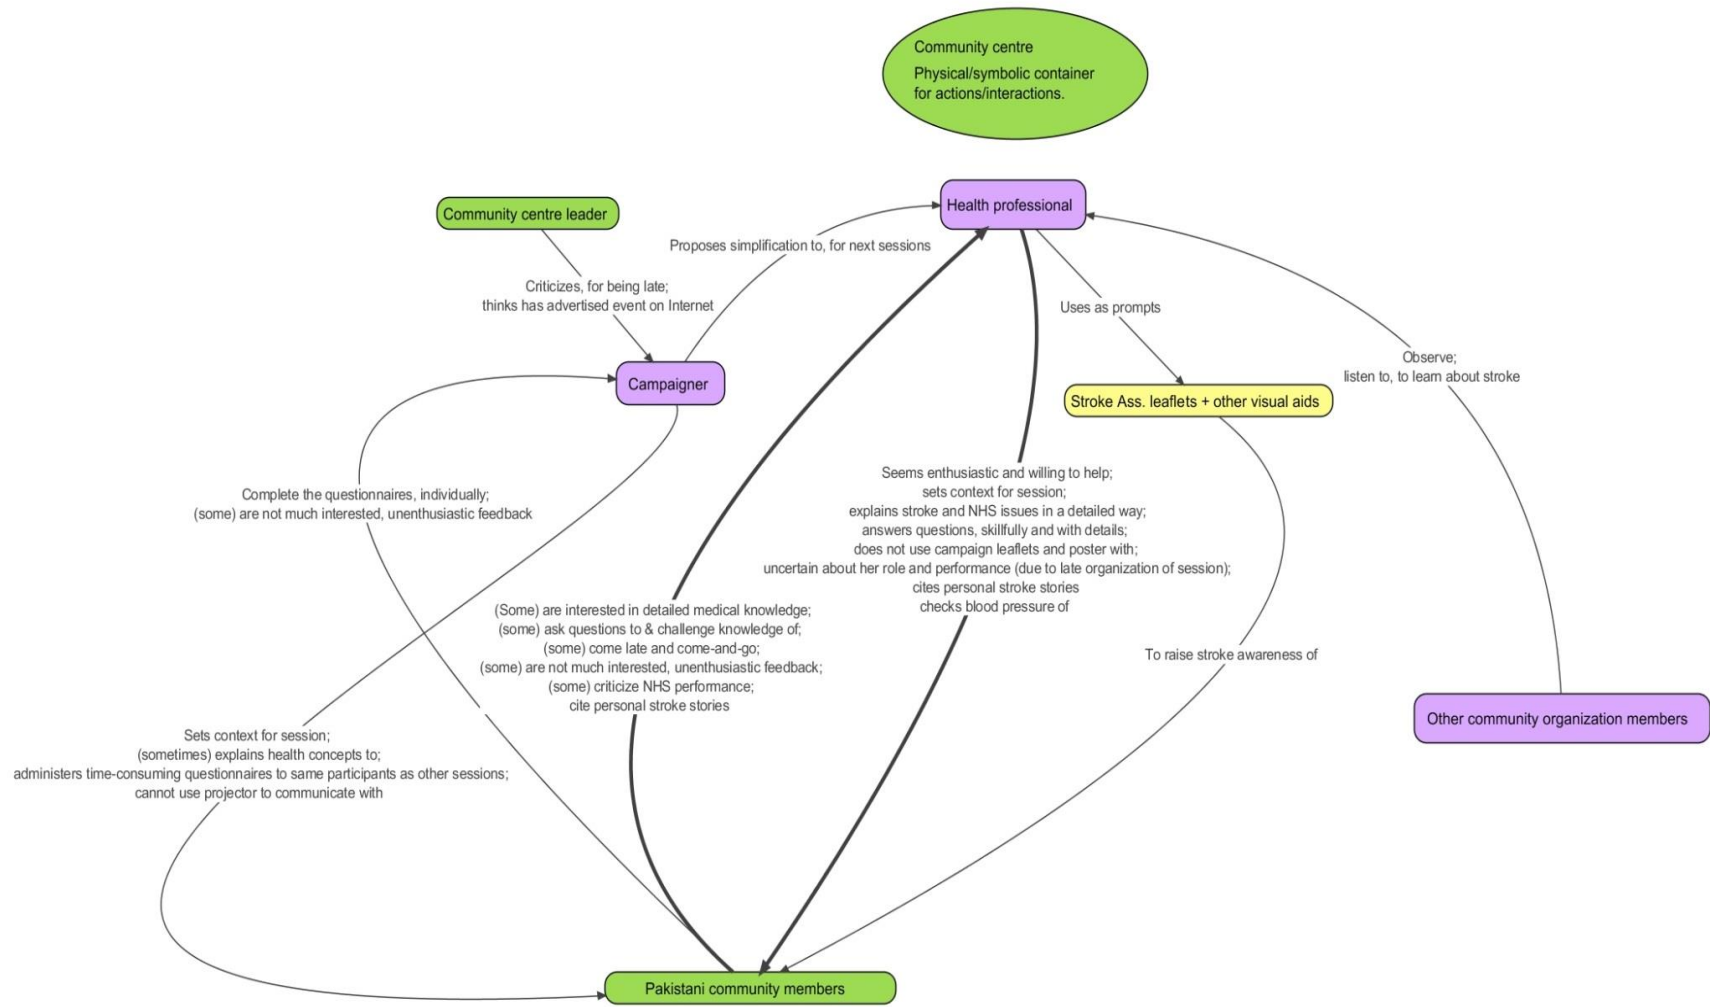 Community centre
Physical/symbolic container
for actions/interactions.
Health professional
Community centre leader
Proposes simplification to, for next sessions
Criticizes, for being late;
thinks has advertised event on Internet
Uses as prompts
Observe;
listen to, to learn about stroke
Campaigner
Stroke Ass. leaflets + other visual aids
Complete the questionnaires, individually;
(some) are not much interested, unenthusiastic feedback
Seems enthusiastic and willing to help;
sets context for session;
explains stroke and NHS issues in a detailed way;
answers questions, skillfully and with details;
does not use campaign leaflets and poster with;
uncertain about her role and performance (due to late organization of session);
cites personal stroke stories
checks blood pressure of
(Some) are interested in detailed medical knowledge;
(some) ask questions to & challenge knowledge of;
(some) come late and come-and-go;
(some) are not much interested, unenthusiastic feedback;
(some) criticize NHS performance;
cite personal stroke stories
To raise stroke awareness of
Other community organization members
Sets context for session;
(sometimes) explains health concepts to;
administers time-consuming questionnaires to same participants as other sessions;
cannot use projector to communicate with
Pakistani community members